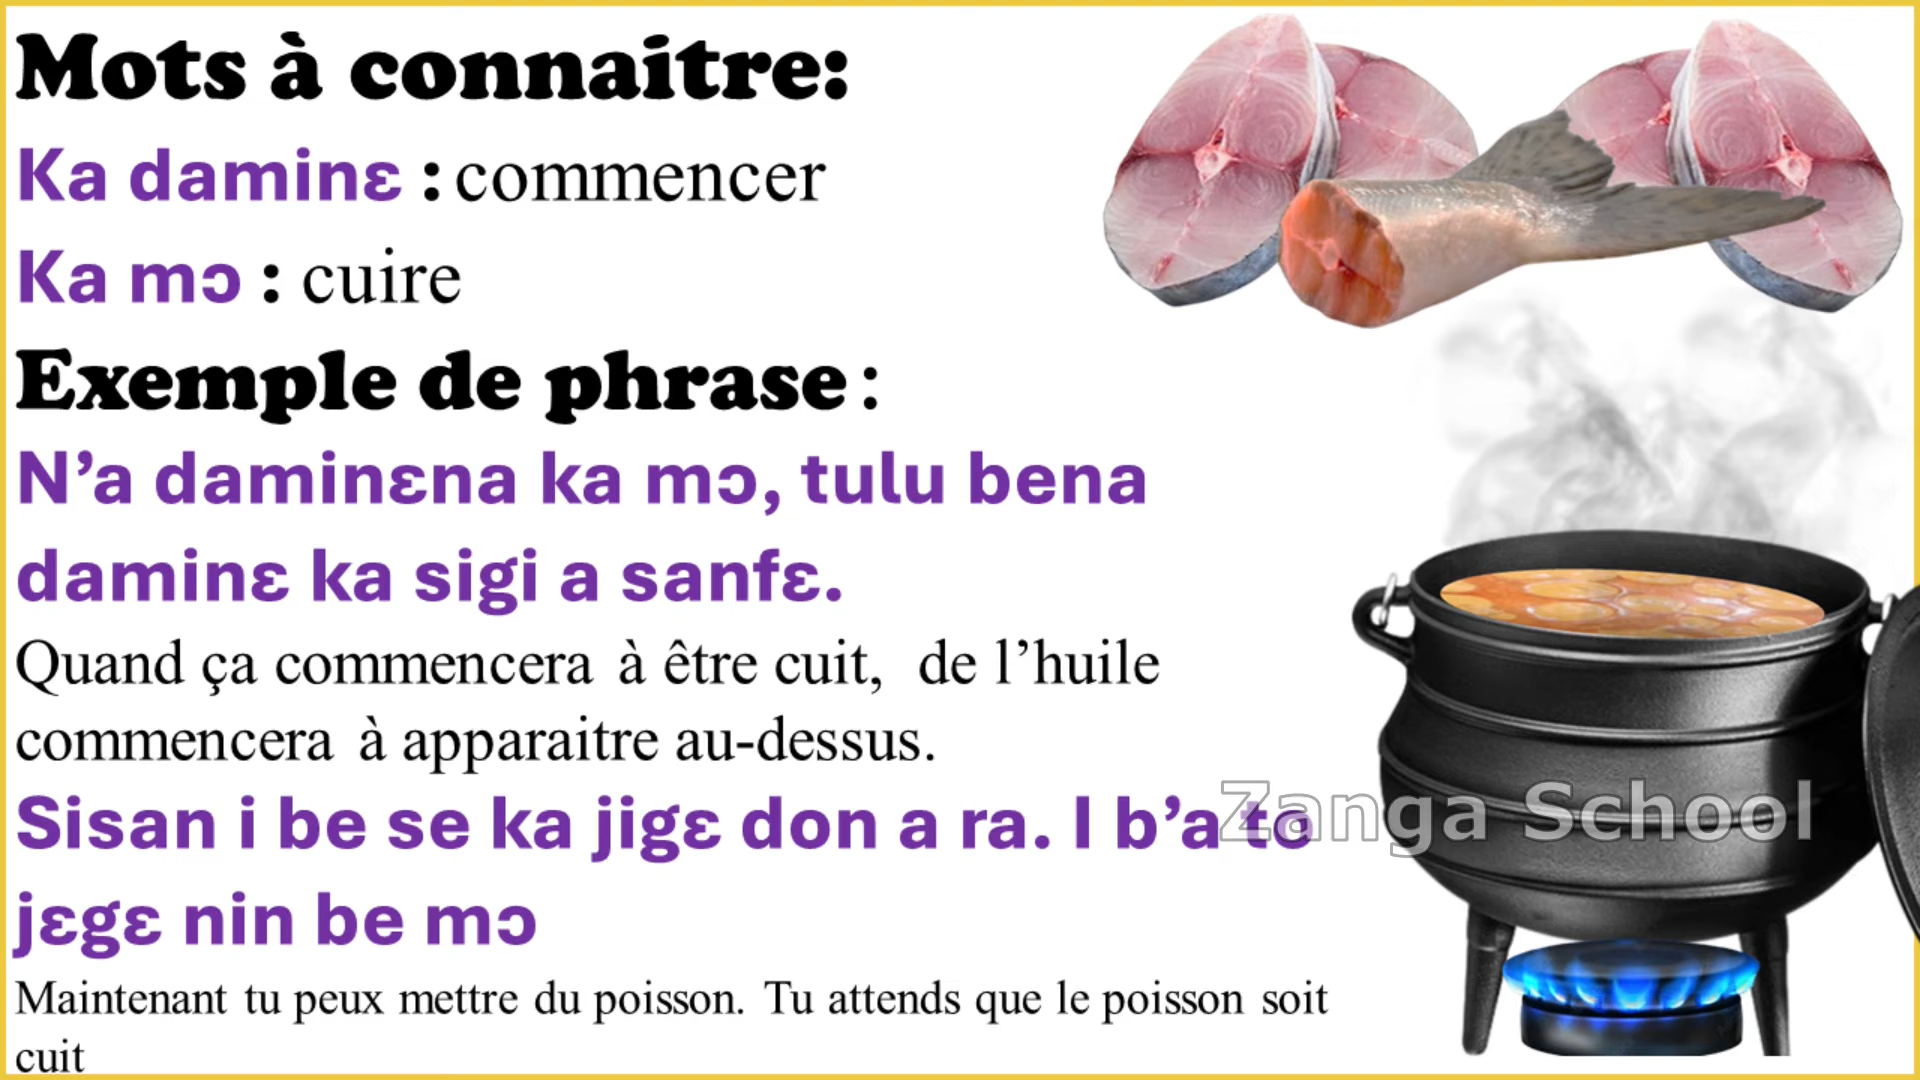 Mots à connaitre:
Ka daminɛ : commencer
Ka mɔ : cuire
Exemple de phrase :
N’a daminɛna ka mɔ, tulu bena
daminɛ ka sigi a sanfɛ.
Quand ça commencera à être cuit, de l’huile
commencera à apparaitre au-dessus.
Sisan i be se ka jigɛ don a ra. I b’a to
jɛgɛ nin be mɔ
Maintenant tu peux mettre du poisson. Tu attends que le poisson soit
cuit
Zanga School